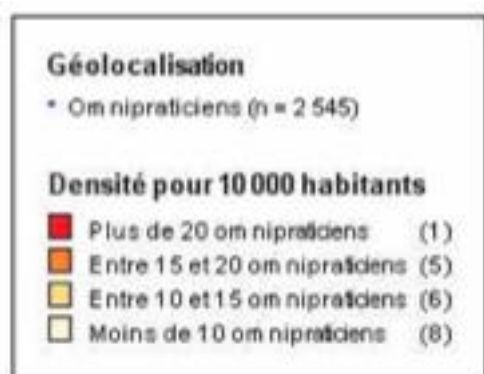 Géolocalisation
• Omnipraticiens (n = 2 545)
Densité pour 10 000 habitants
Plus de 20 omnipraticiens (1)
Entre 15 et 20 omnipraticiens (5)
Entre 10 et 15 omnipraticiens (6)
Moins de 10 omnipraticiens (8)